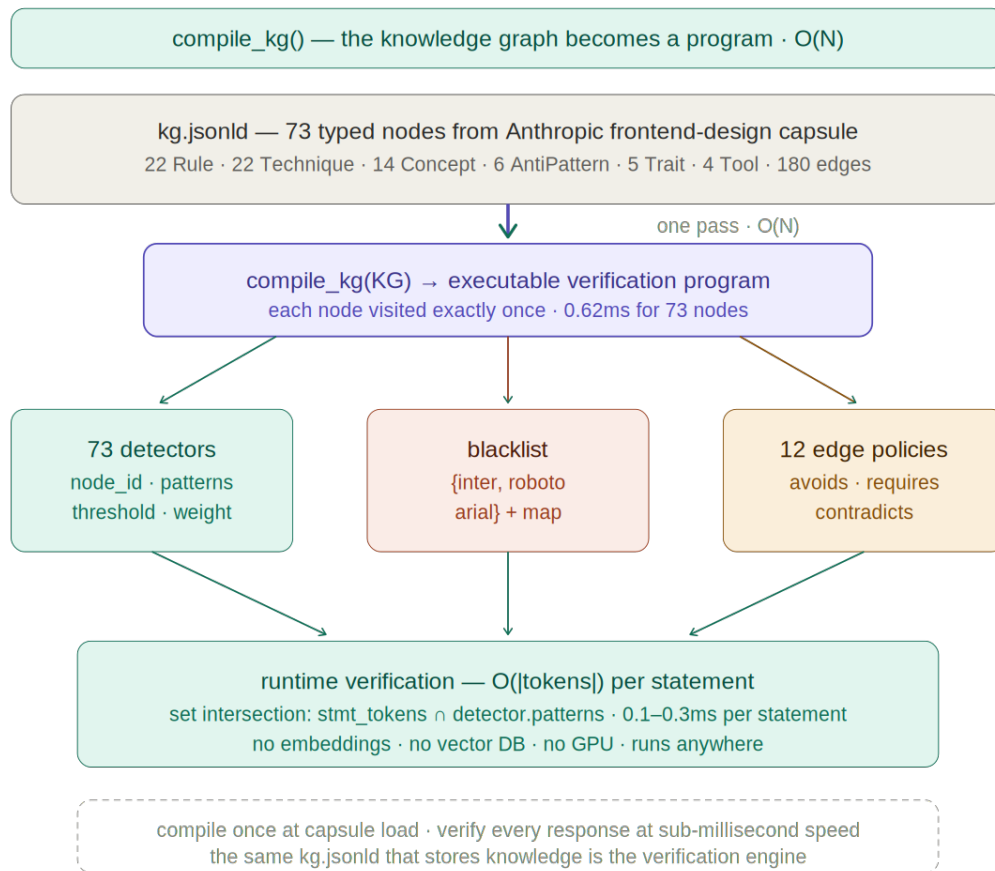 compile_kg() — the knowledge graph becomes a program · O(N)
kg.jsonld — 73 typed nodes from Anthropic frontend-design capsule
22 Rule · 22 Technique · 14 Concept · 6 AntiPattern · 5 Trait · 4 Tool · 180 edges
one pass · O(N)
compile_kg(KG) → executable verification program
each node visited exactly once · 0.62ms for 73 nodes
73 detectors
node_id · patterns
threshold · weight
blacklist
{inter, roboto
arial} + map
12 edge policies
avoids · requires
contradicts
runtime verification — O(|tokens|) per statement
set intersection: stmt_tokens ∩ detector.patterns · 0.1–0.3ms per statement
no embeddings · no vector DB · no GPU · runs anywhere
compile once at capsule load · verify every response at sub-millisecond speed
the same kg.jsonld that stores knowledge is the verification engine